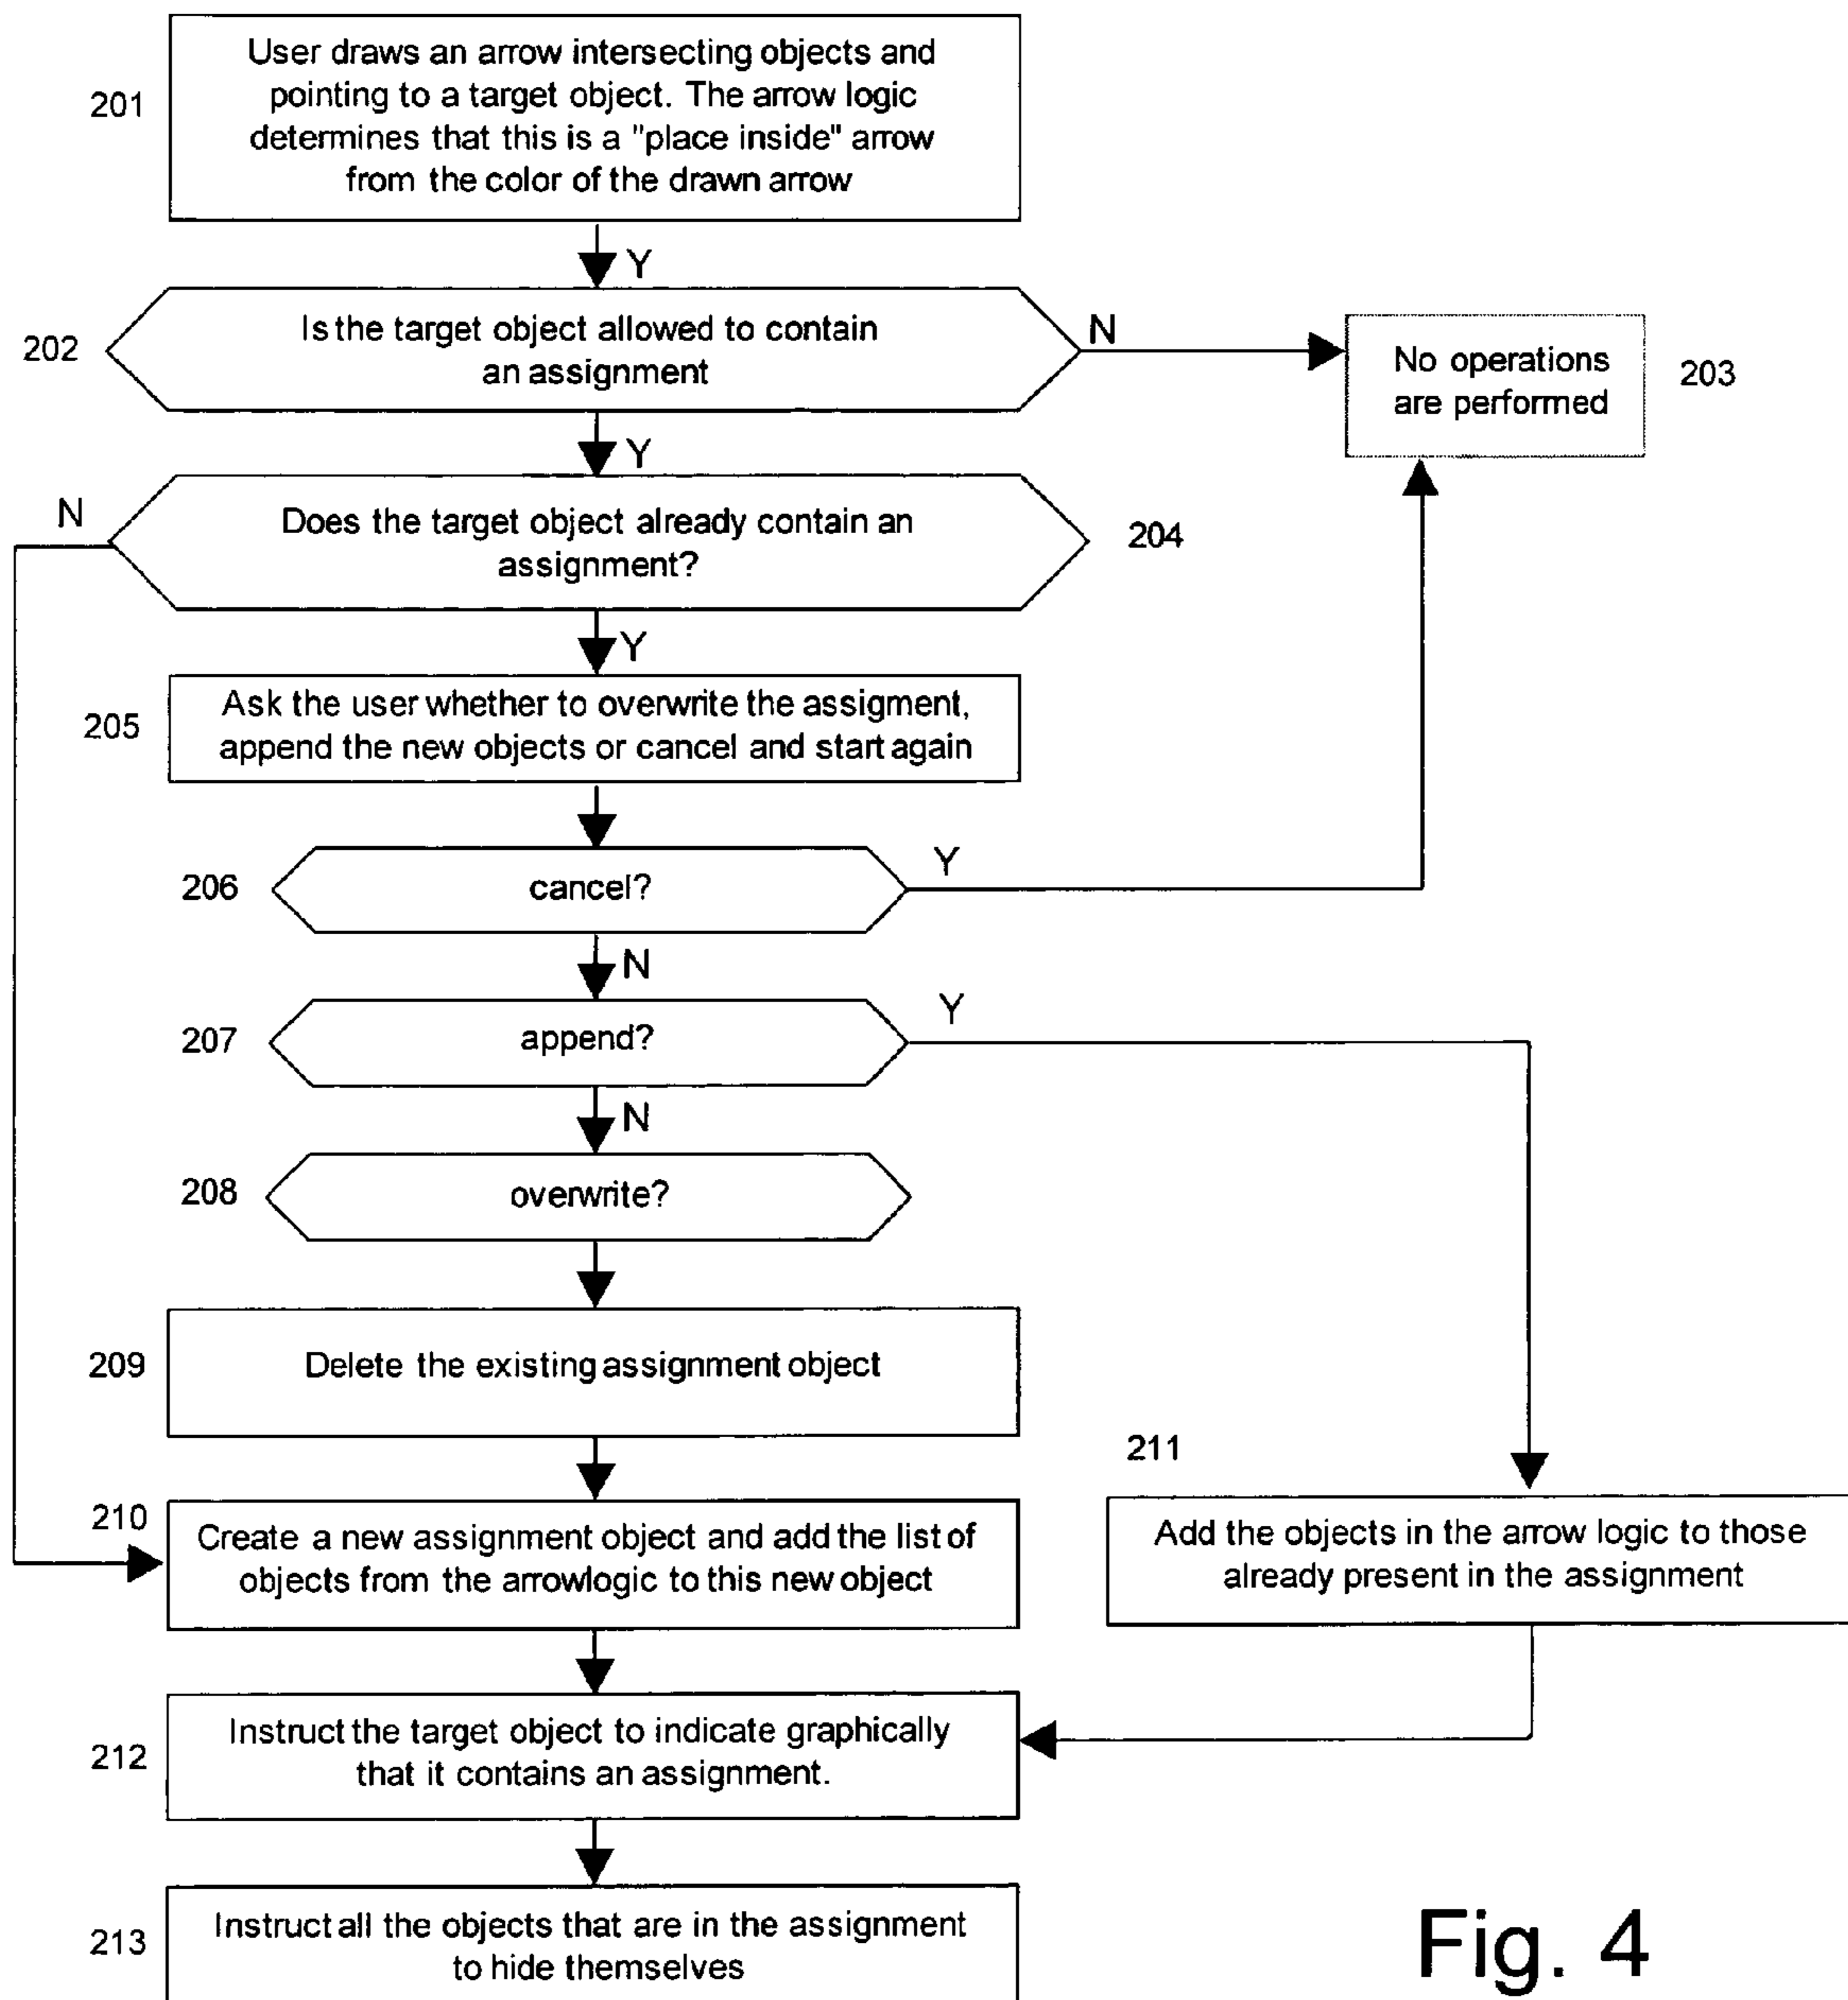 201
User draws an arrow intersecting objects and
pointing to a target object. The arrow logic
determines that this is a "place inside" arrow
from the color of the drawn arrow
Y
202
Is the target object allowed to contain
an assignment
N
No operations
are performed
203
Y
N
Does the target object already contain an
assignment?
204
Y
205
Ask the user whether to overwrite the assigment,
append the new objects or cancel and start again
206
cancel?
Y
N
207
append?
Y
N
208
overwrite?
209
Delete the existing assignment object
210
Create a new assignment object and add the list of
objects from the arrowlogic to this new object
211
Add the objects in the arrow logic to those
already present in the assignment
212
Instruct the target object to indicate graphically
that it contains an assignment.
213
Instruct all the objects that are in the assignment
to hide themselves
Fig. 4